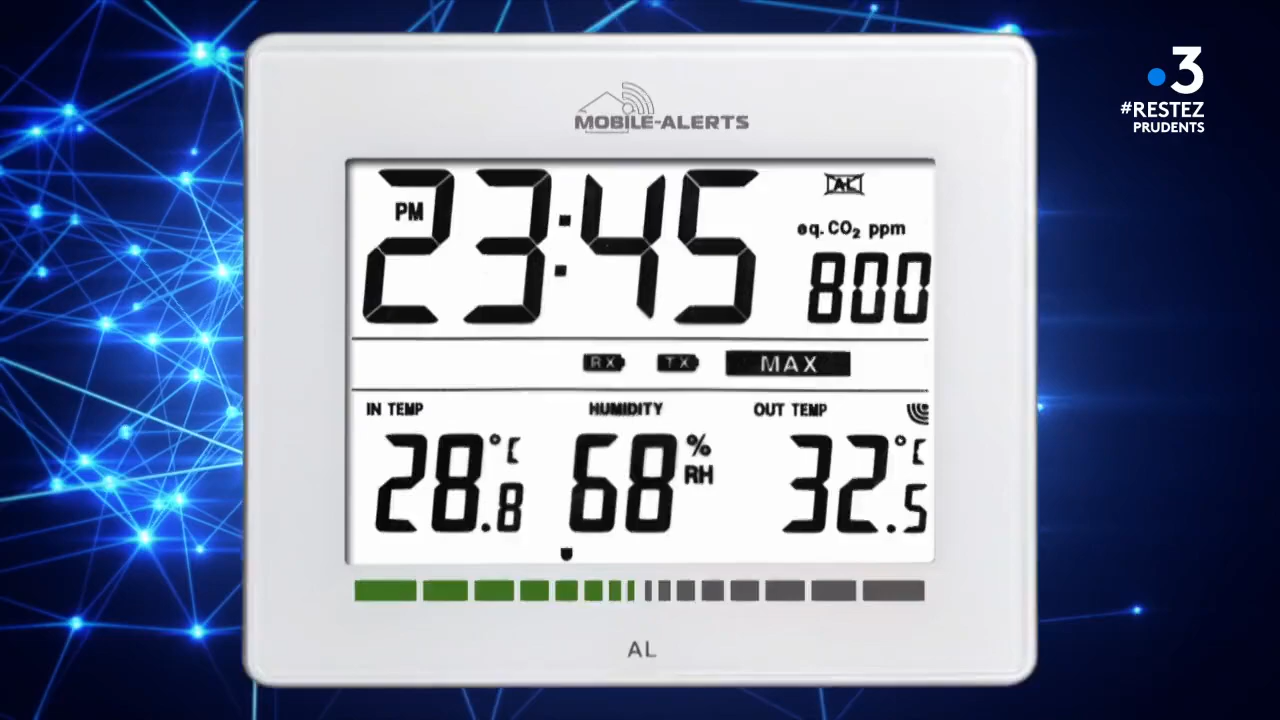 3
#RESTEZ
PRUDENTS
MOBILE-ALERTS
PM
23:45
AL
eq. CO₂ ppm
800
RX
TX
MAX
IN TEMP
HUMIDITY
OUT TEMP
28.8 °C
68 % RH
32.5 °C
AL